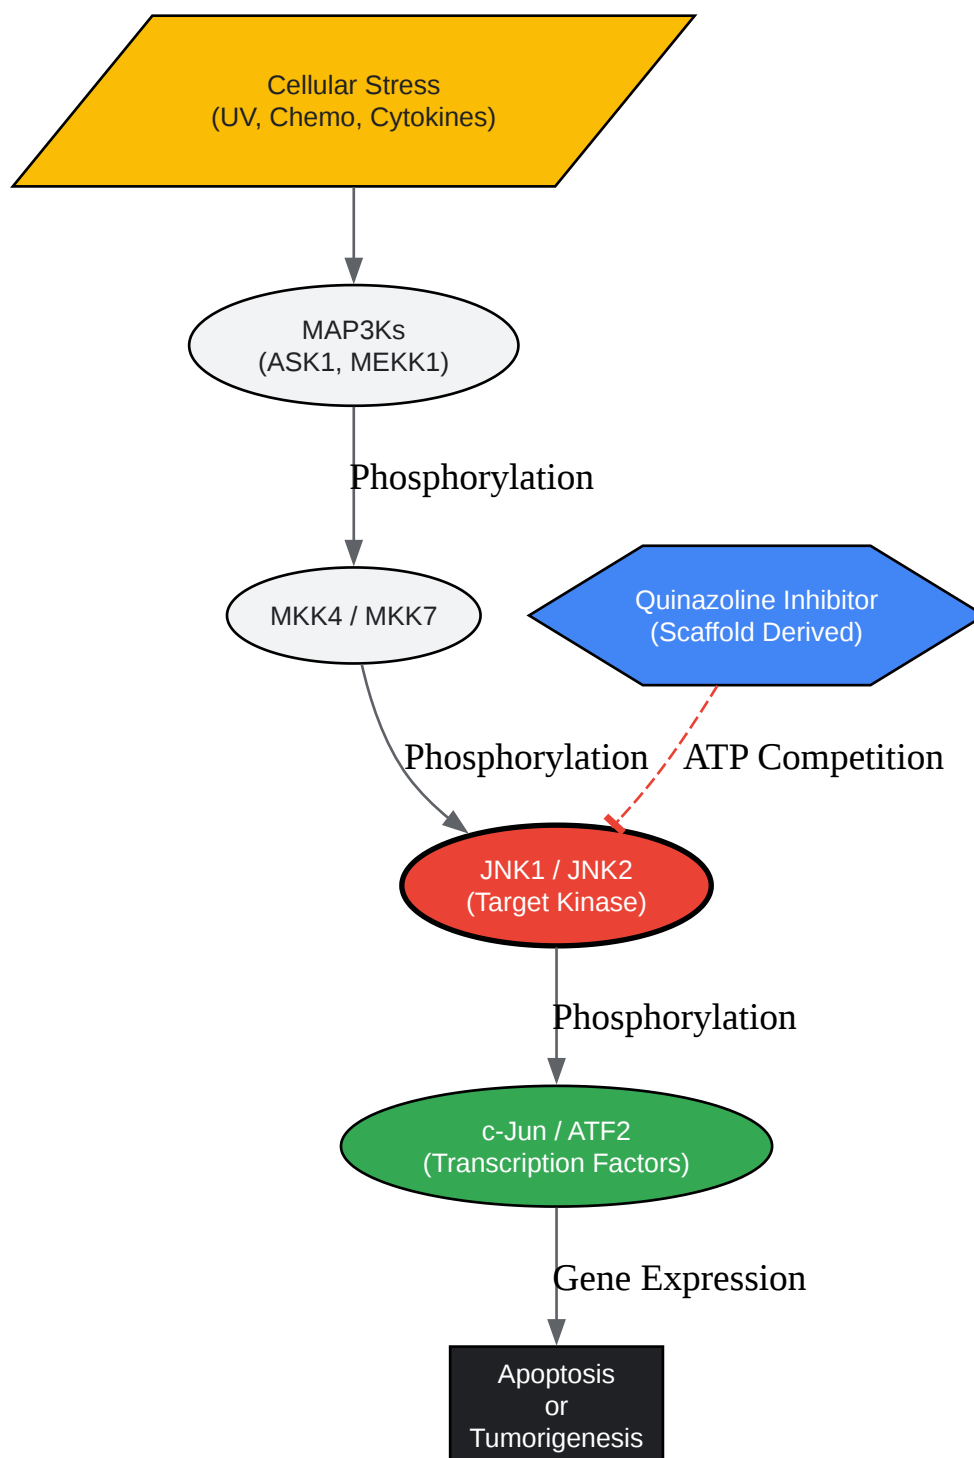 Cellular Stress
(UV, Chemo, Cytokines)
MAP3Ks
(ASK1, MEKK1)
Phosphorylation
MKK4 / MKK7
Quinazoline Inhibitor
(Scaffold Derived)
Phosphorylation
ATP Competition
JNK1 / JNK2
(Target Kinase)
Phosphorylation
c-Jun / ATF2
(Transcription Factors)
Gene Expression
Apoptosis
or
Tumorigenesis